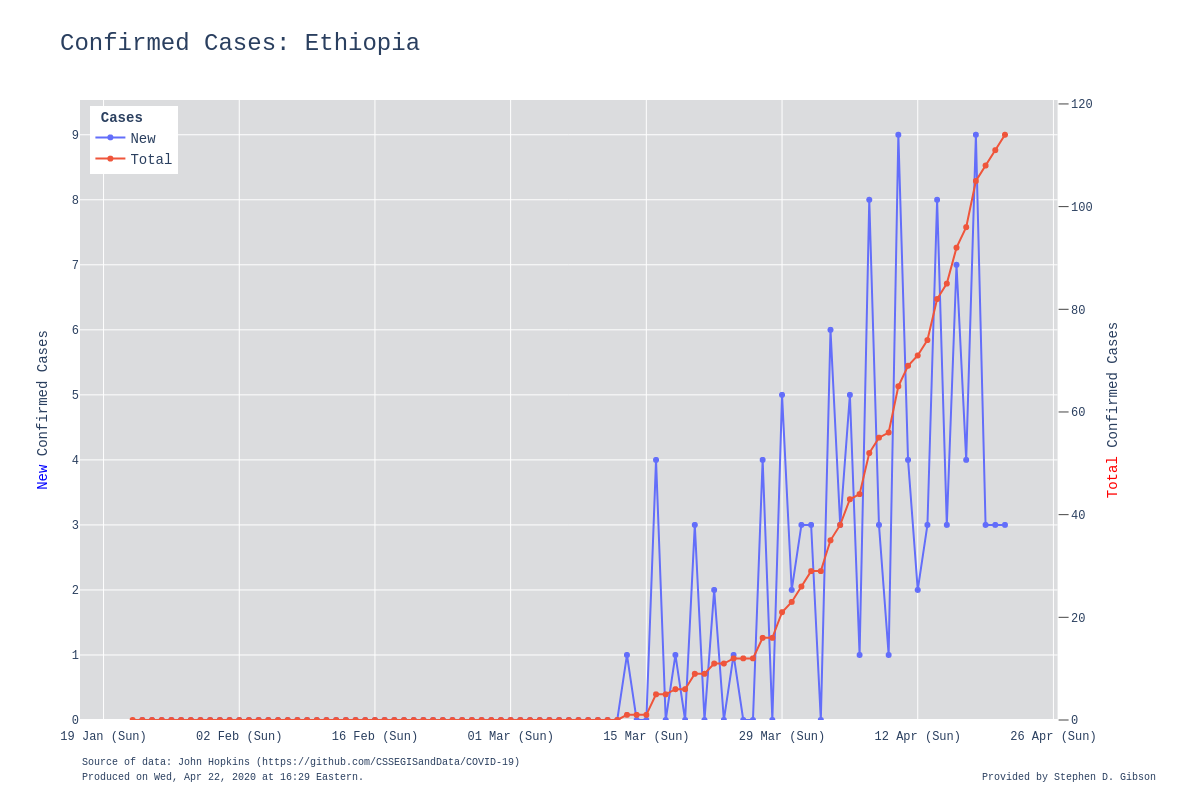 Confirmed Cases: Ethiopia
Cases
New
Total
9
8
7
6
5
4
3
2
1
0
New Confirmed Cases
120
100
80
60
40
20
0
Total Confirmed Cases
19 Jan (Sun) 02 Feb (Sun) 16 Feb (Sun) 01 Mar (Sun) 15 Mar (Sun) 29 Mar (Sun) 12 Apr (Sun) 26 Apr (Sun)
Source of data: John Hopkins (https://github.com/CSSEGISandData/COVID-19)
Produced on Wed, Apr 22, 2020 at 16:29 Eastern.
Provided by Stephen D. Gibson